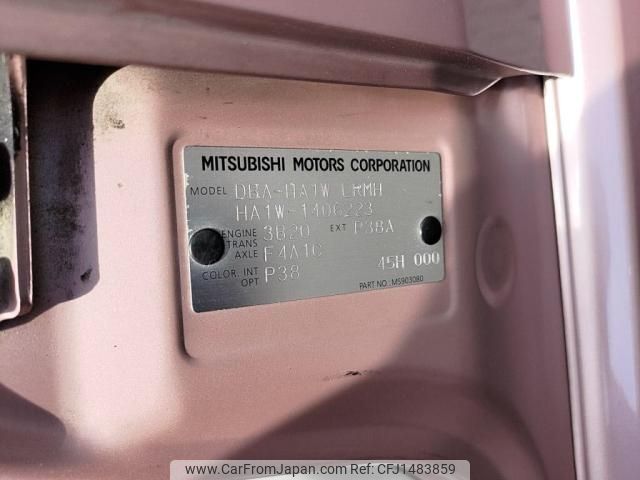 MITSUBISHI MOTORS CORPORATION
MODEL DBA-HA1W LRMH
HA1W-1406223
ENGINE 3B20 EXT P38A
TRANS AXLE F4A1C
COLOR, INT OPT P38 45H 000
PART NO.: MS903080
www.CarFromJapan.com REF No. CFJ1483859